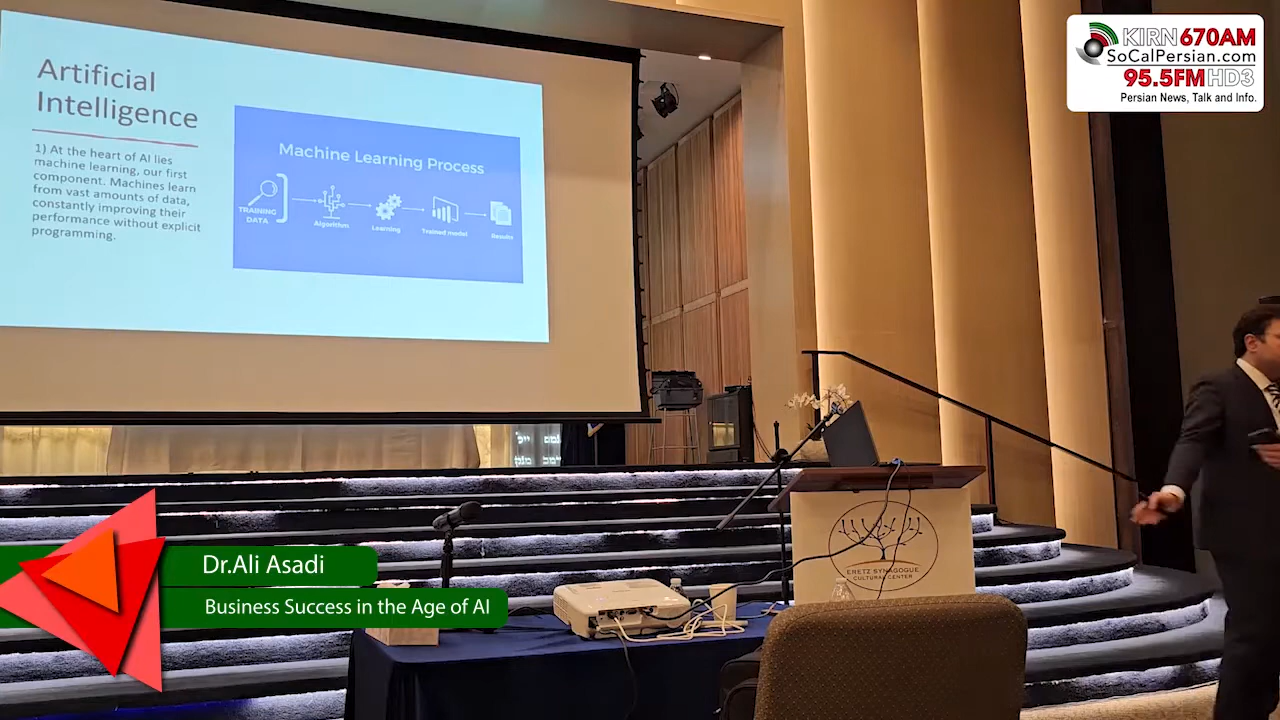 Artificial
Intelligence
1) At the heart of AI lies
machine learning, our first
component. Machines learn
from vast amounts of data,
constantly improving their
performance without explicit
programming.
Machine Learning Process
TRAINING
DATA
Algorithm
Learning
Trained model
Results
KIRN 670AM
SoCalPersian.com
95.5FM HD3
Persian News, Talk and Info.
ERETZ SYNAGOGUE
CULTURAL CENTER
Dr.Ali Asadi
Business Success in the Age of AI